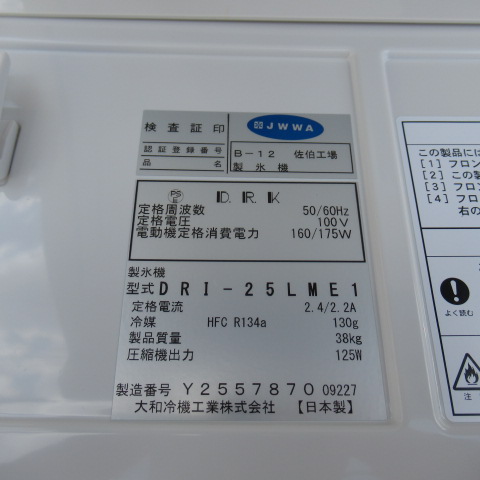 検査証印 JWWA
認証登録番号 B-12 佐伯工場
品名 製氷機
PSE D.R.K
定格周波数 50/60Hz
定格電圧 100V
電動機定格消費電力 160/175W
製氷機
型式 DRI-25LME1
定格電流 2.4/2.2A
冷媒 HFC R134a 130g
製品質量 38kg
圧縮機出力 125W
製造番号 Y2557870 09227
大和冷機工業株式会社 【日本製】
この製品には
[1] フロン
[2] この製
[3] フロン
[4] フロン
右の
よく読む
注